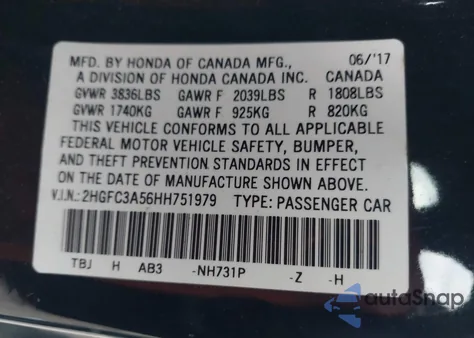 MFD. BY HONDA OF CANADA MFG., 06/'17
A DIVISION OF HONDA CANADA INC. CANADA
GVWR 3836LBS GAWR F 2039LBS R 1808LBS
GVWR 1740KG GAWR F 925KG R 820KG
THIS VEHICLE CONFORMS TO ALL APPLICABLE
FEDERAL MOTOR VEHICLE SAFETY, BUMPER,
AND THEFT PREVENTION STANDARDS IN EFFECT
ON THE DATE OF MANUFACTURE SHOWN ABOVE.
V.I.N.:2HGFC3A56HH751979 TYPE: PASSENGER CAR
TBJ H AB3 -NH731P -Z -H
autoSnap